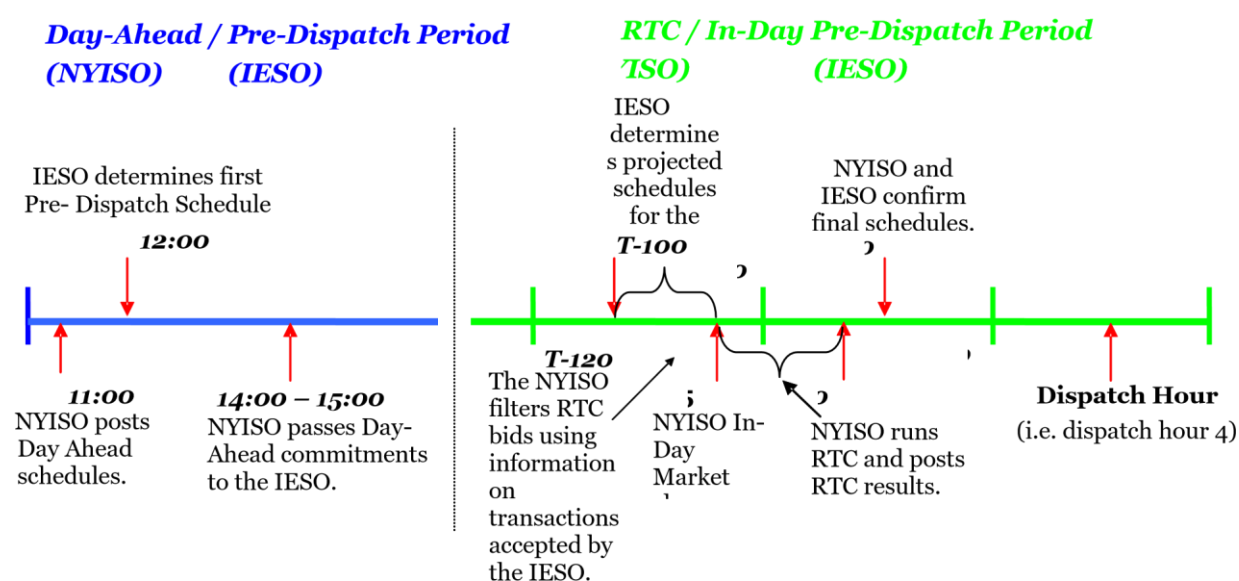 Day-Ahead / Pre-Dispatch Period
(NYISO) (IESO)
RTC / In-Day Pre-Dispatch Period
ISO) (IESO)
IESO determines first
Pre- Dispatch Schedule
12:00
11:00
NYISO posts
Day Ahead
schedules.
14:00 – 15:00
NYISO passes Day-
Ahead commitments
to the IESO.
IESO
determine
s projected
schedules
for the
T-100
NYISO and
IESO confirm
final schedules.
T-120
The NYISO
filters RTC
bids using
information
on
transactions
accepted by
the IESO.
NYISO In-
Day
Market
NYISO runs
RTC and posts
RTC results.
Dispatch Hour
(i.e. dispatch hour 4)